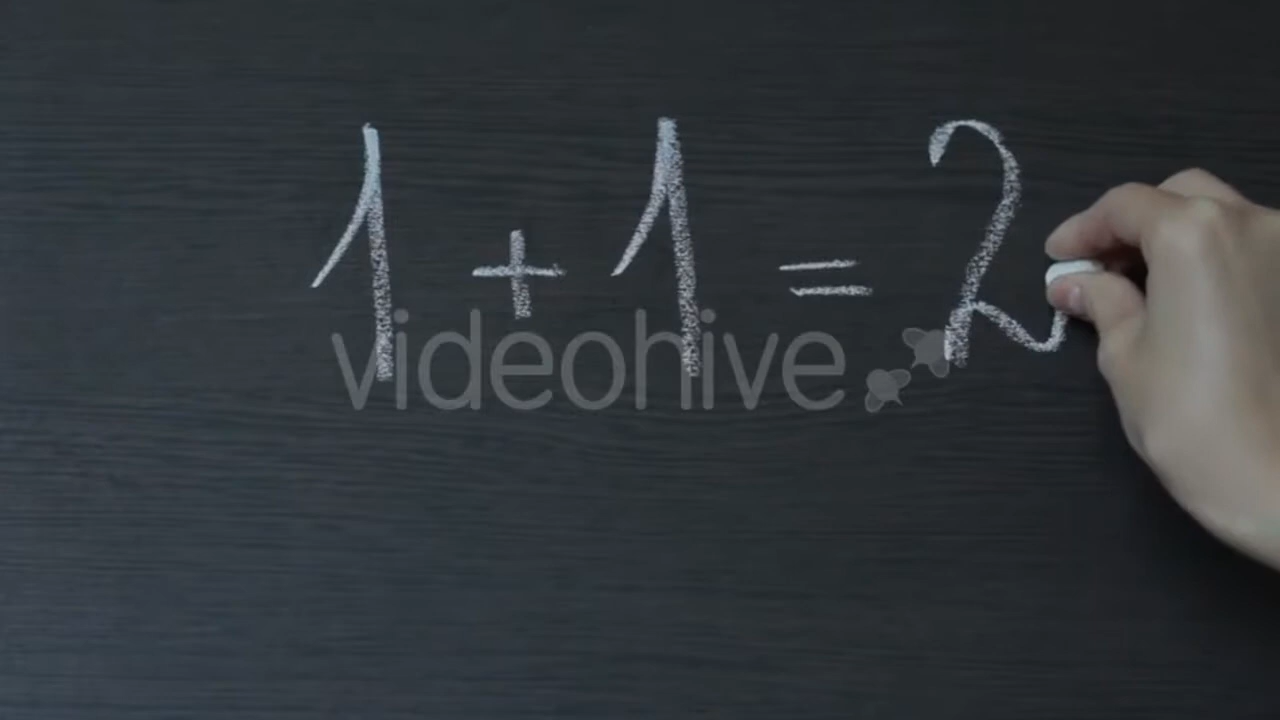 1 + 1 = 2
videohive